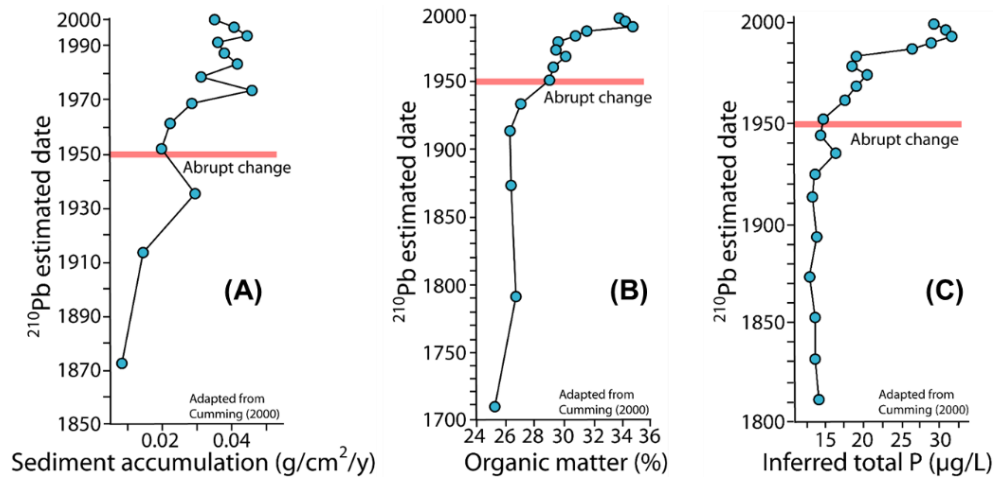 2000
1990
1970
1950
1930
1910
1890
1870
1850
0.02 0.04
²¹⁰Pb estimated date
Sediment accumulation (g/cm²/y)
Abrupt change
(A)
Adapted from
Cumming (2000)
2000
1950
1900
1850
1800
1750
1700
24 26 28 30 32 34 36
²¹⁰Pb estimated date
Organic matter (%)
Abrupt change
(B)
Adapted from
Cumming (2000)
2000
1950
1900
1850
1800
15 20 25 30
²¹⁰Pb estimated date
Inferred total P (µg/L)
Abrupt change
(C)
Adapted from
Cumming (2000)